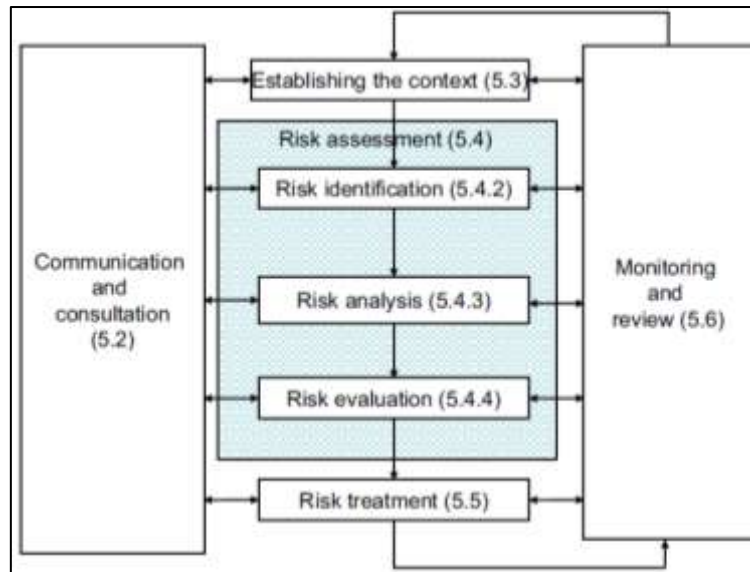 Establishing the context (5.3)
Risk assessment (5.4)
Risk identification (5.4.2)
Communication
and
consultation
(5.2)
Risk analysis (5.4.3)
Monitoring
and
review (5.6)
Risk evaluation (5.4.4)
Risk treatment (5.5)